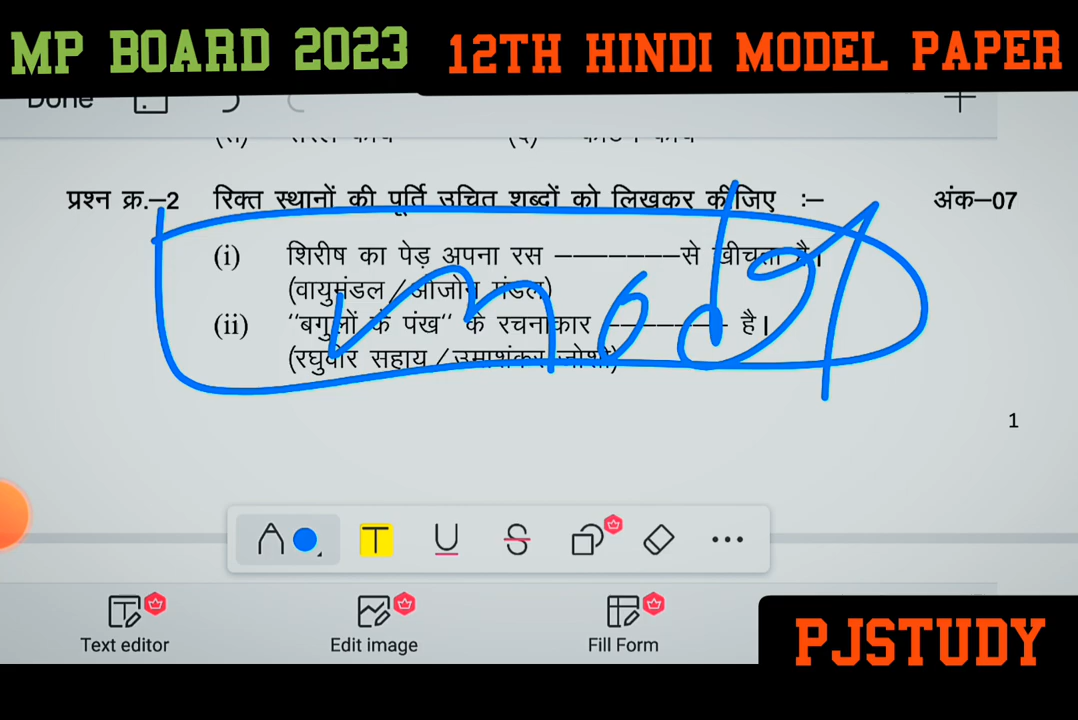 MP BOARD 2023 12TH HINDI MODEL PAPER
Done
प्रश्न क्र.–2 रिक्त स्थानों की पूर्ति उचित शब्दों को लिखकर कीजिए :– अंक–07
(i) शिरीष का पेड़ अपना रस ––––––– से खीचता है।
(वायुमंडल/ओजोन मंडल)
(ii) "बगुलों के पंख" के रचनाकार ––––––– है।
(रघुवीर सहाय/उमाशंकर जोशी)
1
T
U
S
Text editor Edit image Fill Form
PJSTUDY